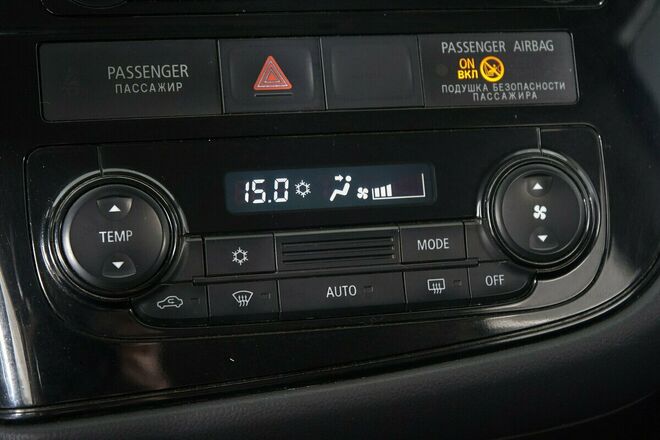 PASSENGER
ПАССАЖИР
PASSENGER AIRBAG
ON
ВКЛ
ПОДУШКА БЕЗОПАСНОСТИ
ПАССАЖИРА
15.0
TEMP
MODE
AUTO
OFF